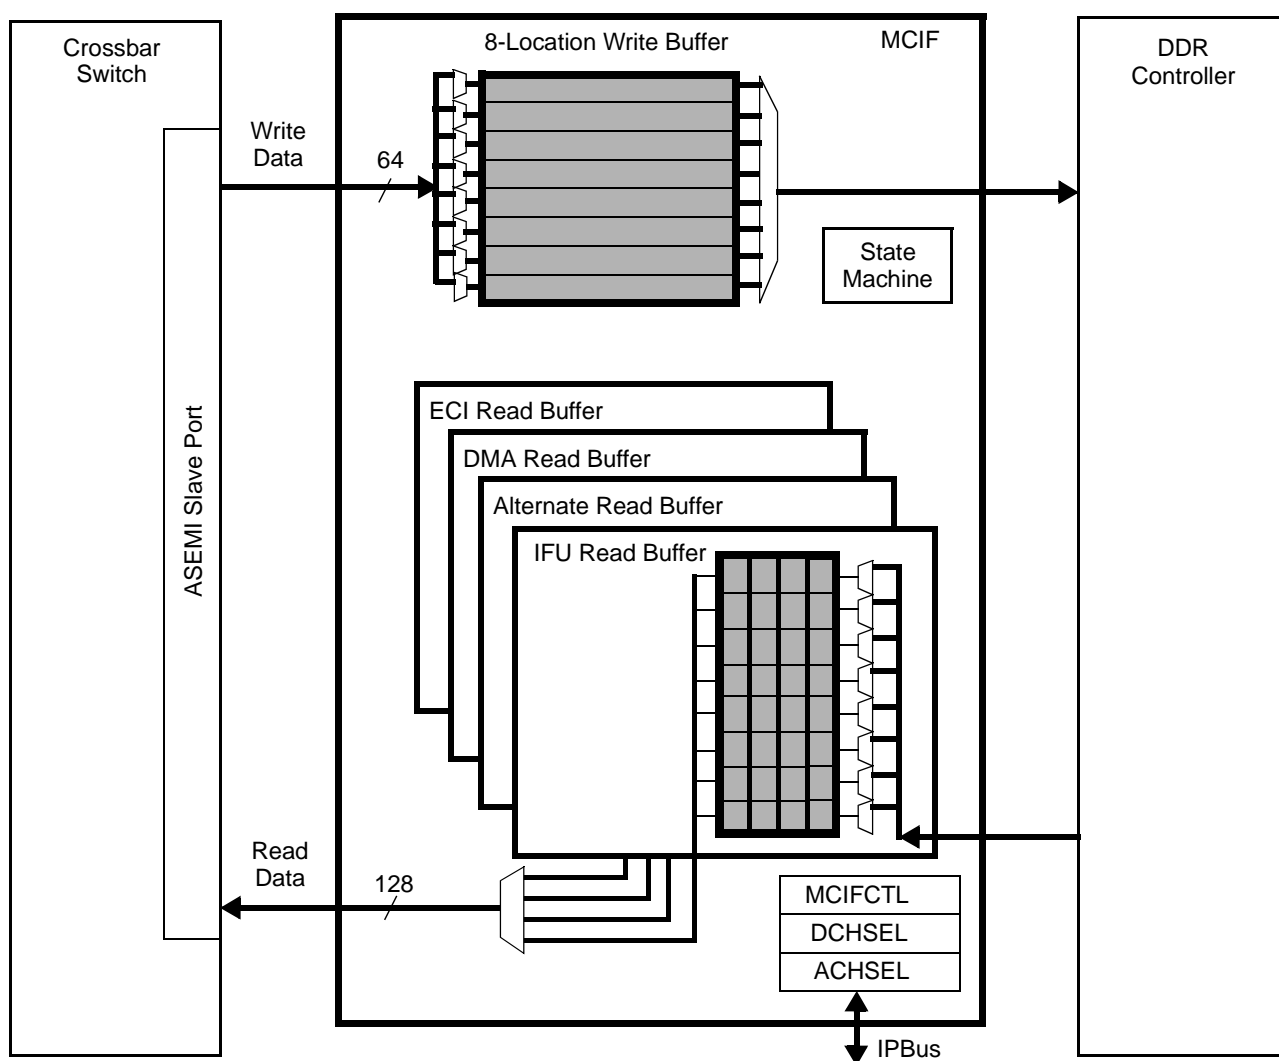 Crossbar
Switch
8-Location Write Buffer
MCIF
DDR
Controller
Write
Data
64
State
Machine
ASEMI Slave Port
ECI Read Buffer
DMA Read Buffer
Alternate Read Buffer
IFU Read Buffer
Read
Data
128
MCIFCTL
DCHSEL
ACHSEL
IPBus